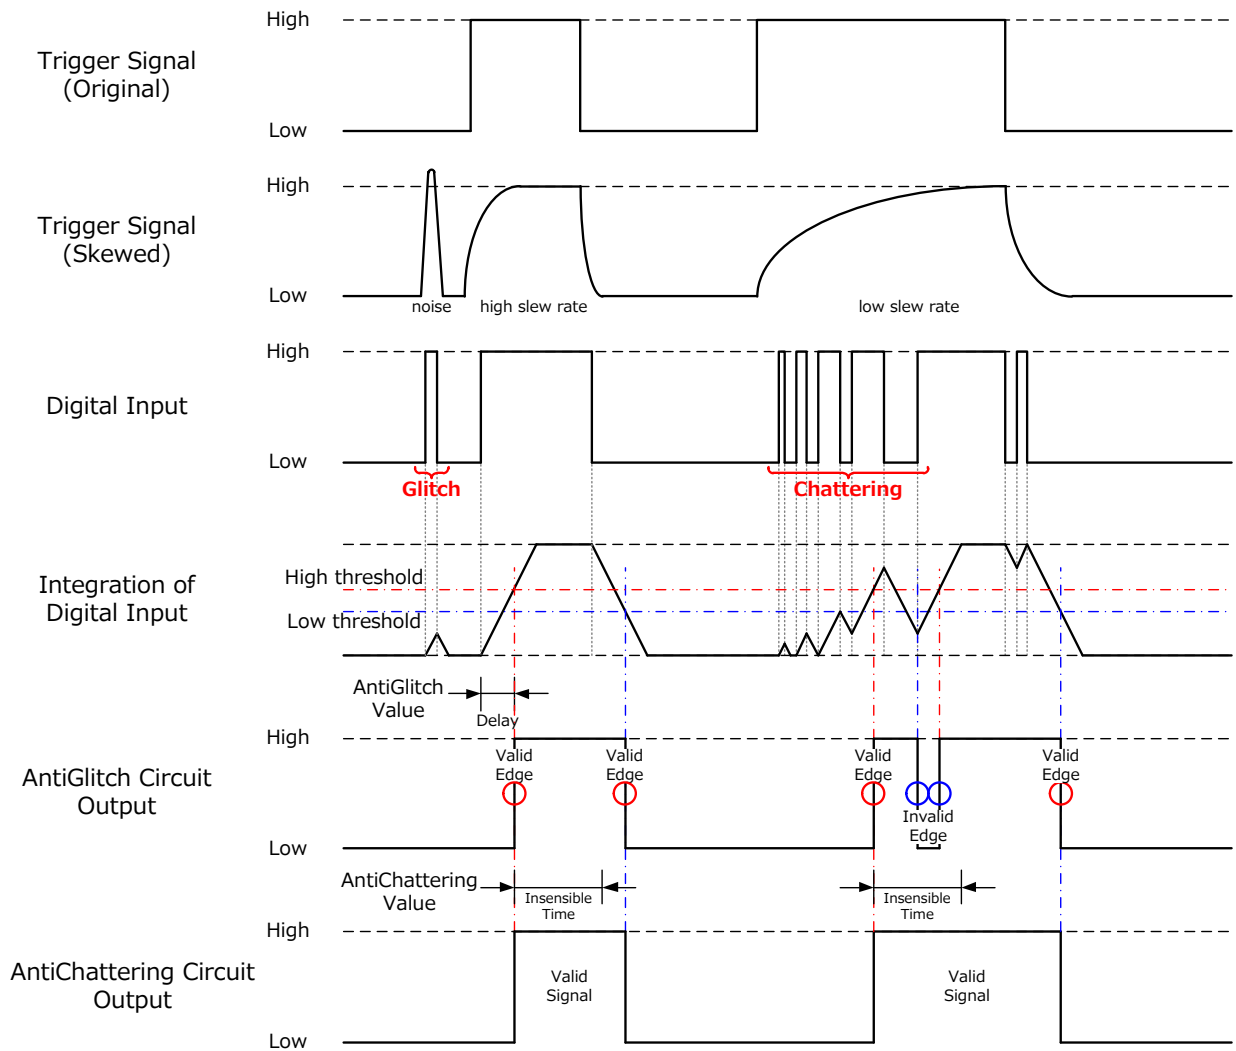 High
Trigger Signal
(Original)
Low
High
Trigger Signal
(Skewed)
Low
noise
high slew rate
low slew rate
High
Digital Input
Low
Glitch
Chattering
Integration of
Digital Input
High threshold
Low threshold
AntiGlitch
Value
Delay
High
AntiGlitch Circuit
Output
Valid
Edge
Valid
Edge
Valid
Edge
Valid
Edge
Invalid
Edge
Low
AntiChattering
Value
Insensible
Time
Insensible
Time
High
AntiChattering Circuit
Output
Valid
Signal
Valid
Signal
Low